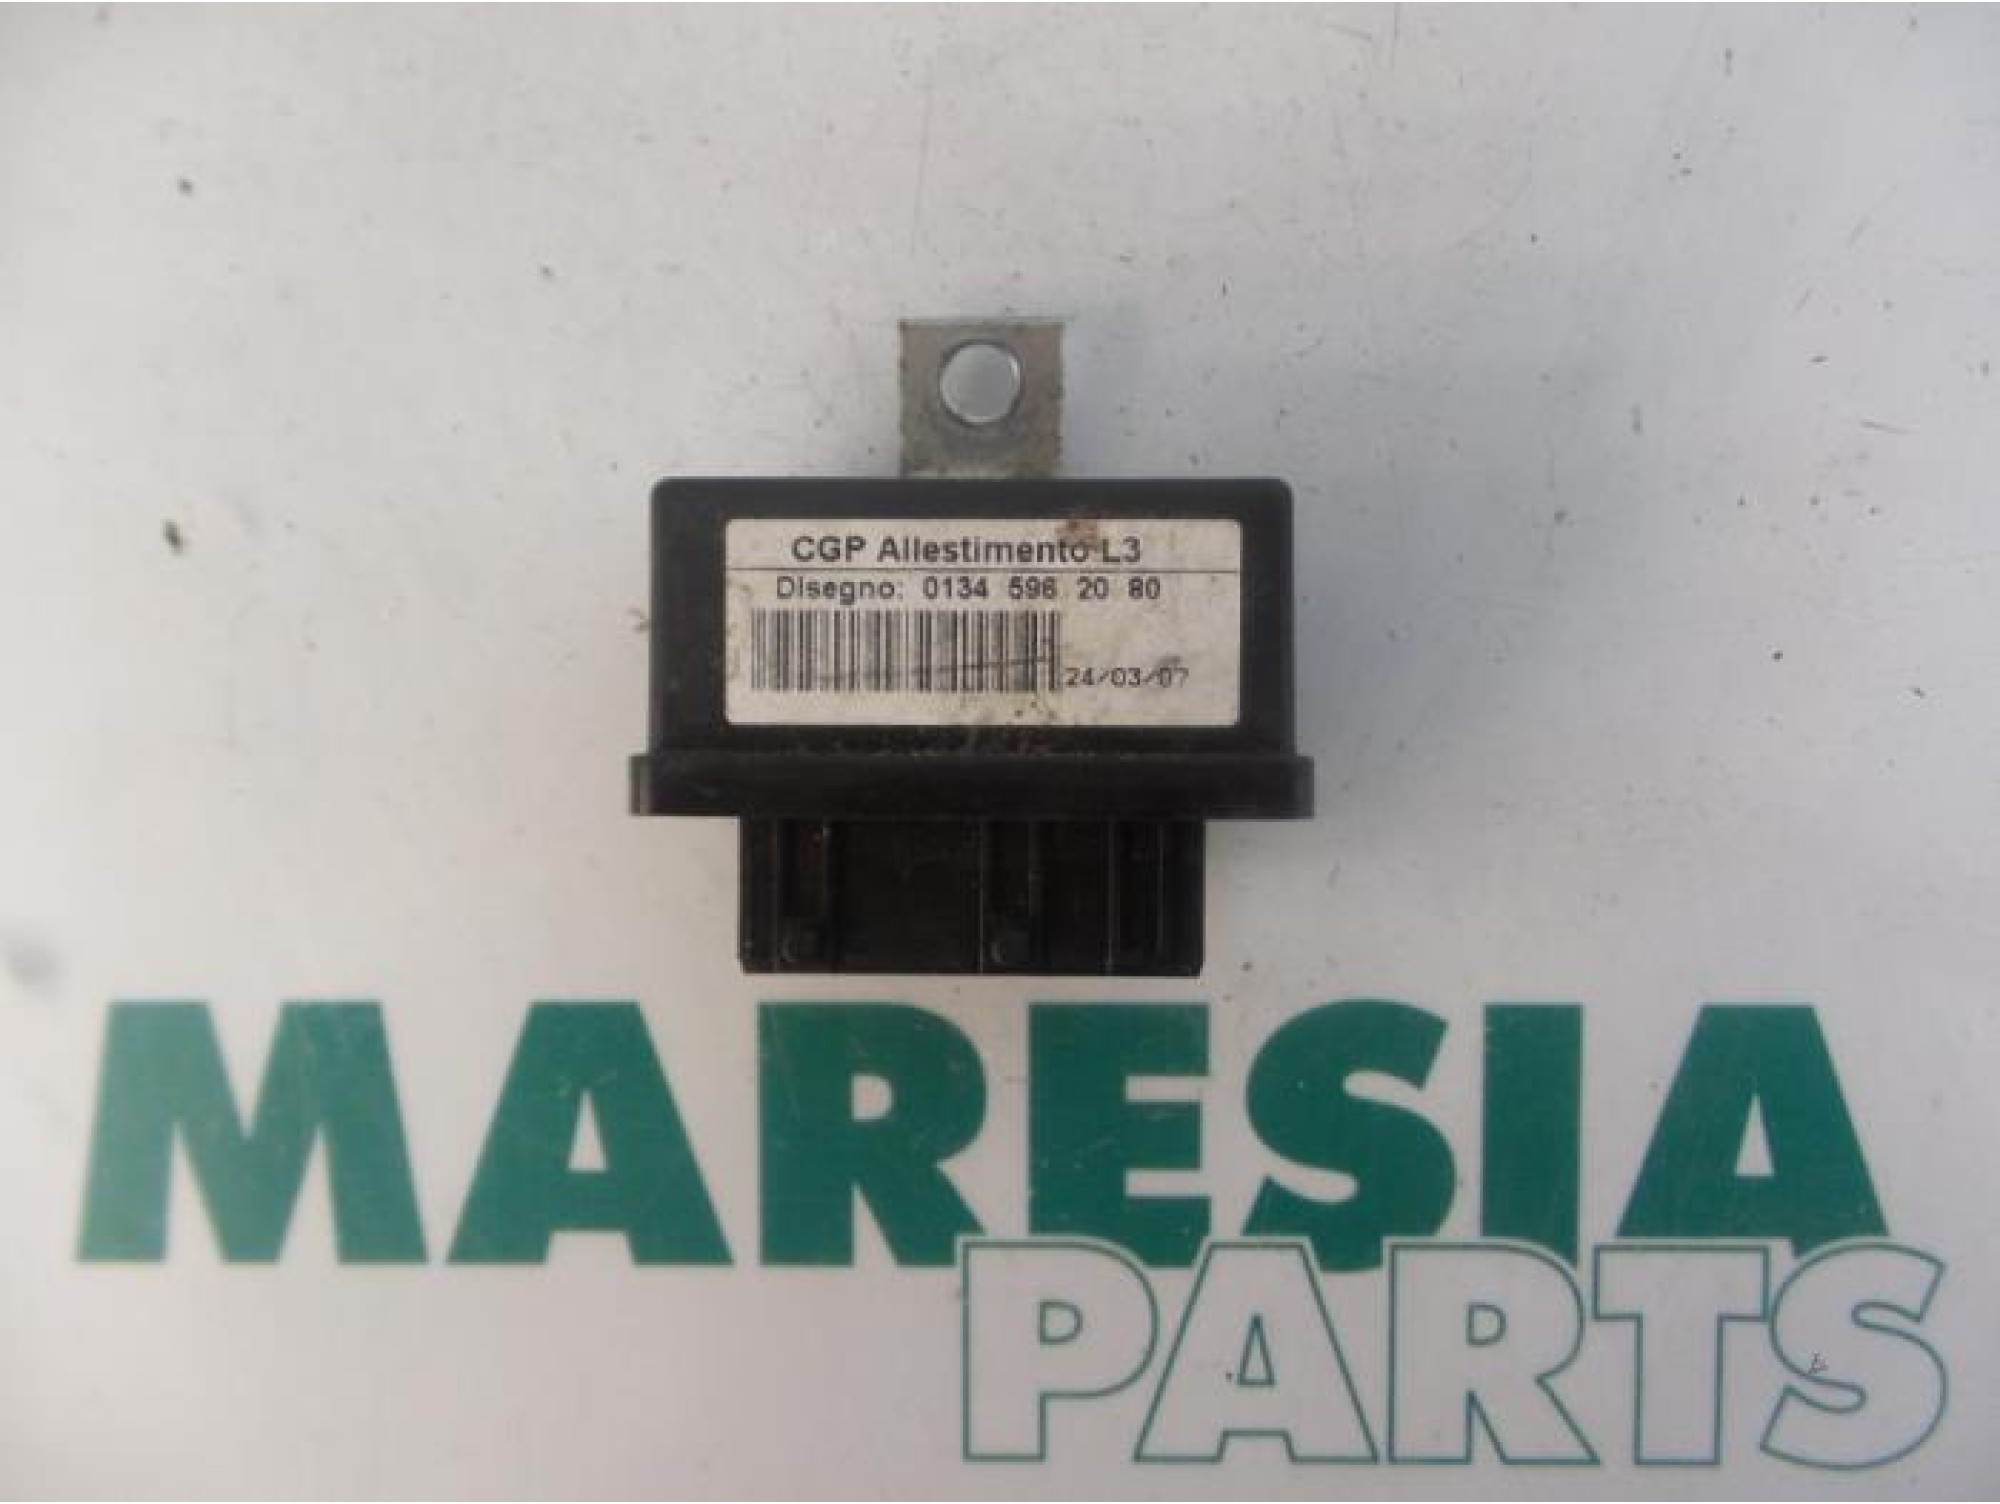 CGP Allestimento L3
Disegno: 0134 596 20 80
24/03/07
MARESIA
PARTS